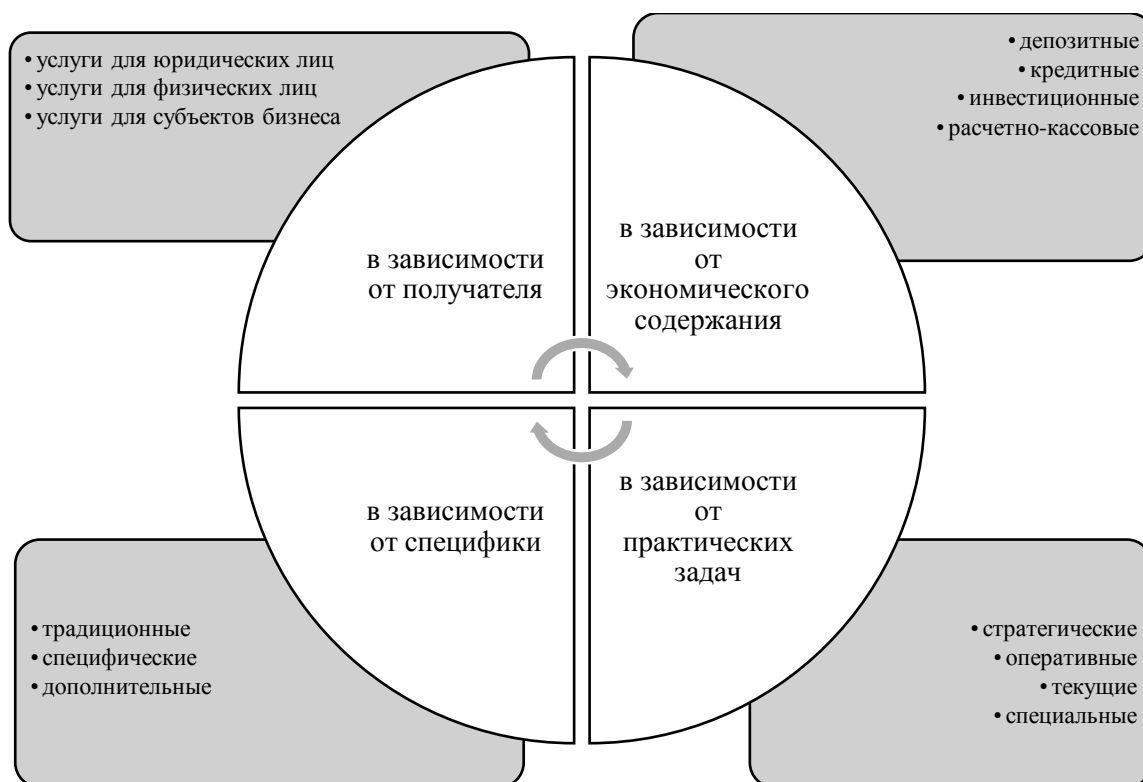 • услуги для юридических лиц
• услуги для физических лиц
• услуги для субъектов бизнеса
• депозитные
• кредитные
• инвестиционные
• расчетно-кассовые
в зависимости
от получателя
в зависимости
от
экономического
содержания
в зависимости
от специфики
в зависимости
от
практических
задач
• традиционные
• специфические
• дополнительные
• стратегические
• оперативные
• текущие
• специальные